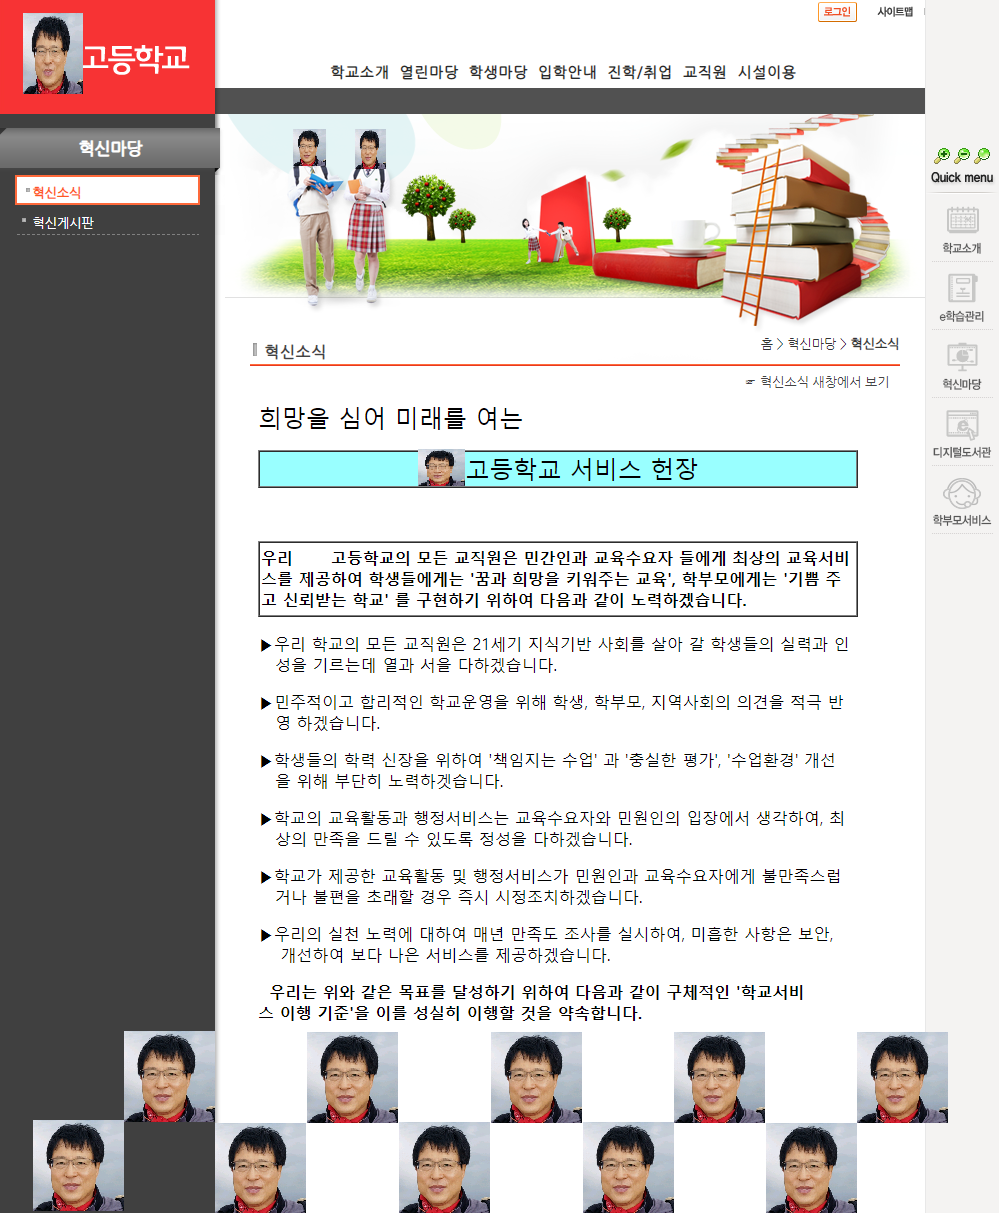 로그인
사이트맵
고등학교
학교소개 열린마당 학생마당 입학안내 진학/취업 교직원 시설이용
혁신마당
혁신소식
혁신게시판
Quick menu
학교소개
e학습관리
혁신마당
디지털도서관
학부모서비스
혁신소식
홈 > 혁신마당 > 혁신소식
☞ 혁신소식 새창에서 보기
희망을 심어 미래를 여는
고등학교 서비스 헌장
우리 고등학교의 모든 교직원은 민간인과 교육수요자 들에게 최상의 교육서비
스를 제공하여 학생들에게는 '꿈과 희망을 키워주는 교육', 학부모에게는 '기쁨 주
고 신뢰받는 학교' 를 구현하기 위하여 다음과 같이 노력하겠습니다.
▶우리 학교의 모든 교직원은 21세기 지식기반 사회를 살아 갈 학생들의 실력과 인
성을 기르는데 열과 서을 다하겠습니다.
▶민주적이고 합리적인 학교운영을 위해 학생, 학부모, 지역사회의 의견을 적극 반
영 하겠습니다.
▶학생들의 학력 신장을 위하여 '책임지는 수업' 과 '충실한 평가', '수업환경' 개선
을 위해 부단히 노력하겠습니다.
▶학교의 교육활동과 행정서비스는 교육수요자와 민원인의 입장에서 생각하여, 최
상의 만족을 드릴 수 있도록 정성을 다하겠습니다.
▶학교가 제공한 교육활동 및 행정서비스가 민원인과 교육수요자에게 불만족스럽
거나 불편을 초래할 경우 즉시 시정조치하겠습니다.
▶우리의 실천 노력에 대하여 매년 만족도 조사를 실시하여, 미흡한 사항은 보안,
개선하여 보다 나은 서비스를 제공하겠습니다.
우리는 위와 같은 목표를 달성하기 위하여 다음과 같이 구체적인 '학교서비
스 이행 기준'을 이를 성실히 이행할 것을 약속합니다.